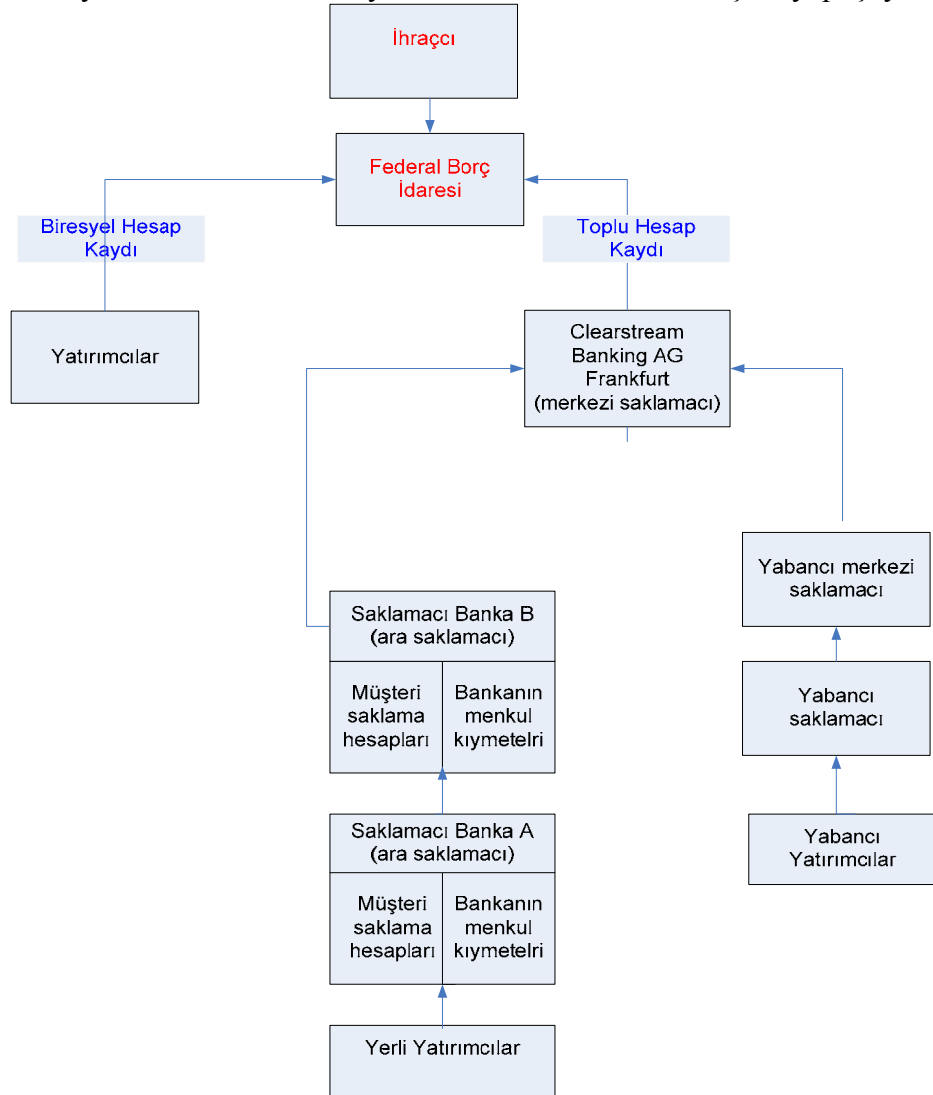 İhraçcı
Federal Borç
İdaresi
Biresyel Hesap
Kaydı
Toplu Hesap
Kaydı
Yatırımcılar
Clearstream
Banking AG
Frankfurt
(merkezi saklamacı)
Yabancı merkezi
saklamacı
Saklamacı Banka B
(ara saklamacı)
Müşteri
saklama
hesapları
Bankanın
menkul
kıymetelri
Yabancı
saklamacı
Saklamacı Banka A
(ara saklamacı)
Müşteri
saklama
hesapları
Bankanın
menkul
kıymetelri
Yabancı
Yatırımcılar
Yerli Yatırımcılar